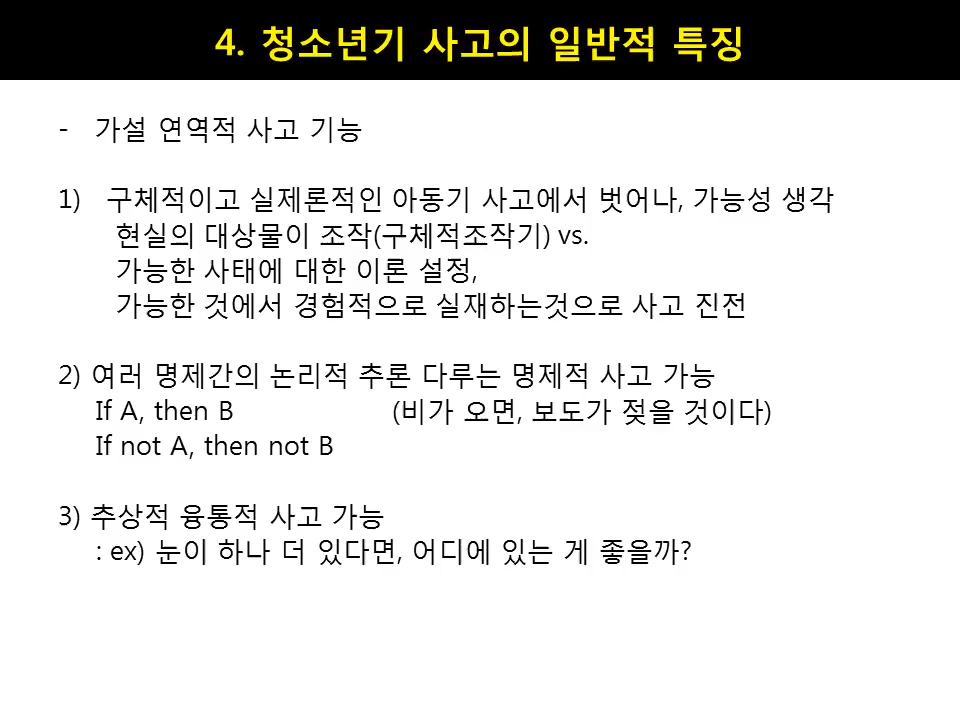 4. 청소년기 사고의 일반적 특징
- 가설 연역적 사고 기능
1) 구체적이고 실제론적인 아동기 사고에서 벗어나, 가능성 생각
현실의 대상물이 조작(구체적조작기) vs.
가능한 사태에 대한 이론 설정,
가능한 것에서 경험적으로 실재하는것으로 사고 진전
2) 여러 명제간의 논리적 추론 다루는 명제적 사고 가능
If A, then B (비가 오면, 보도가 젖을 것이다)
If not A, then not B
3) 추상적 융통적 사고 가능
: ex) 눈이 하나 더 있다면, 어디에 있는 게 좋을까?